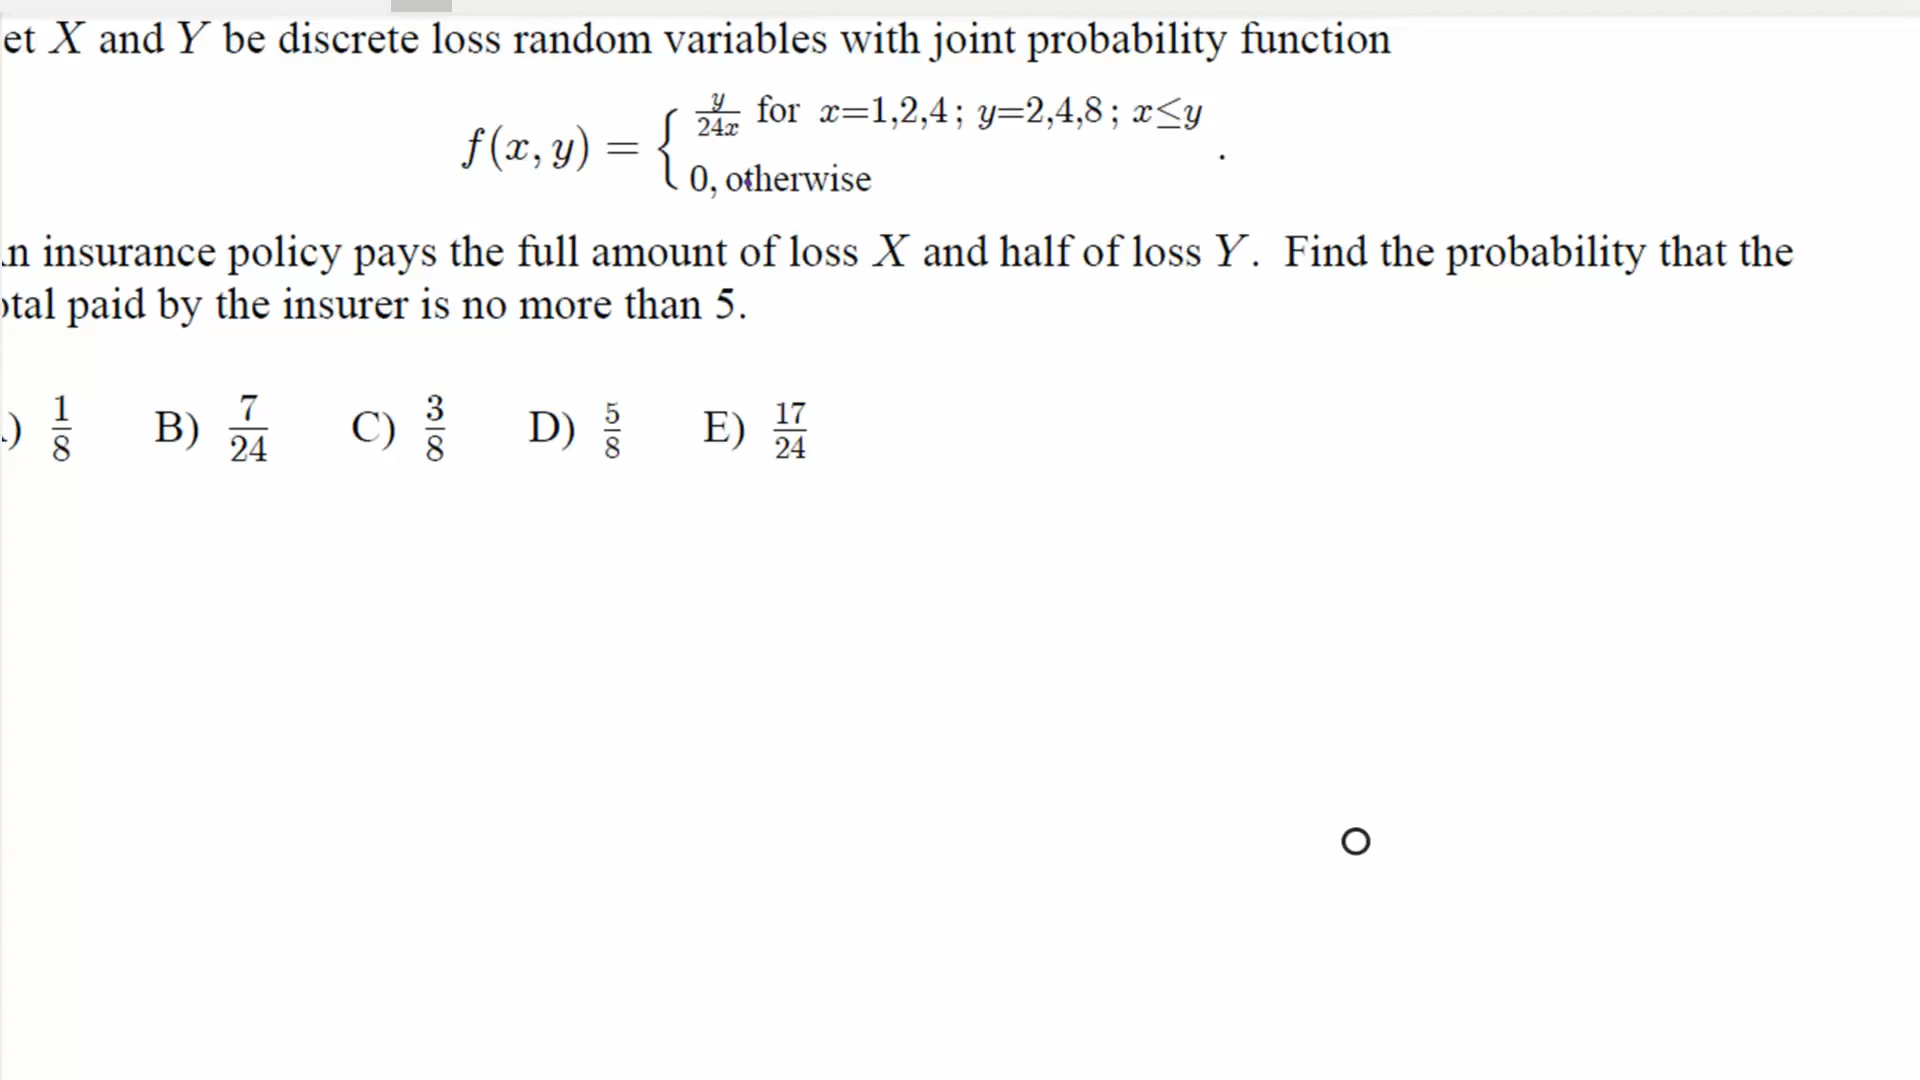 et X and Y be discrete loss random variables with joint probability function
f(x, y) = { y/24x for x=1,2,4; y=2,4,8; x≤y
0, otherwise .
n insurance policy pays the full amount of loss X and half of loss Y. Find the probability that the
otal paid by the insurer is no more than 5.
) 1/8 B) 7/24 C) 3/8 D) 5/8 E) 17/24